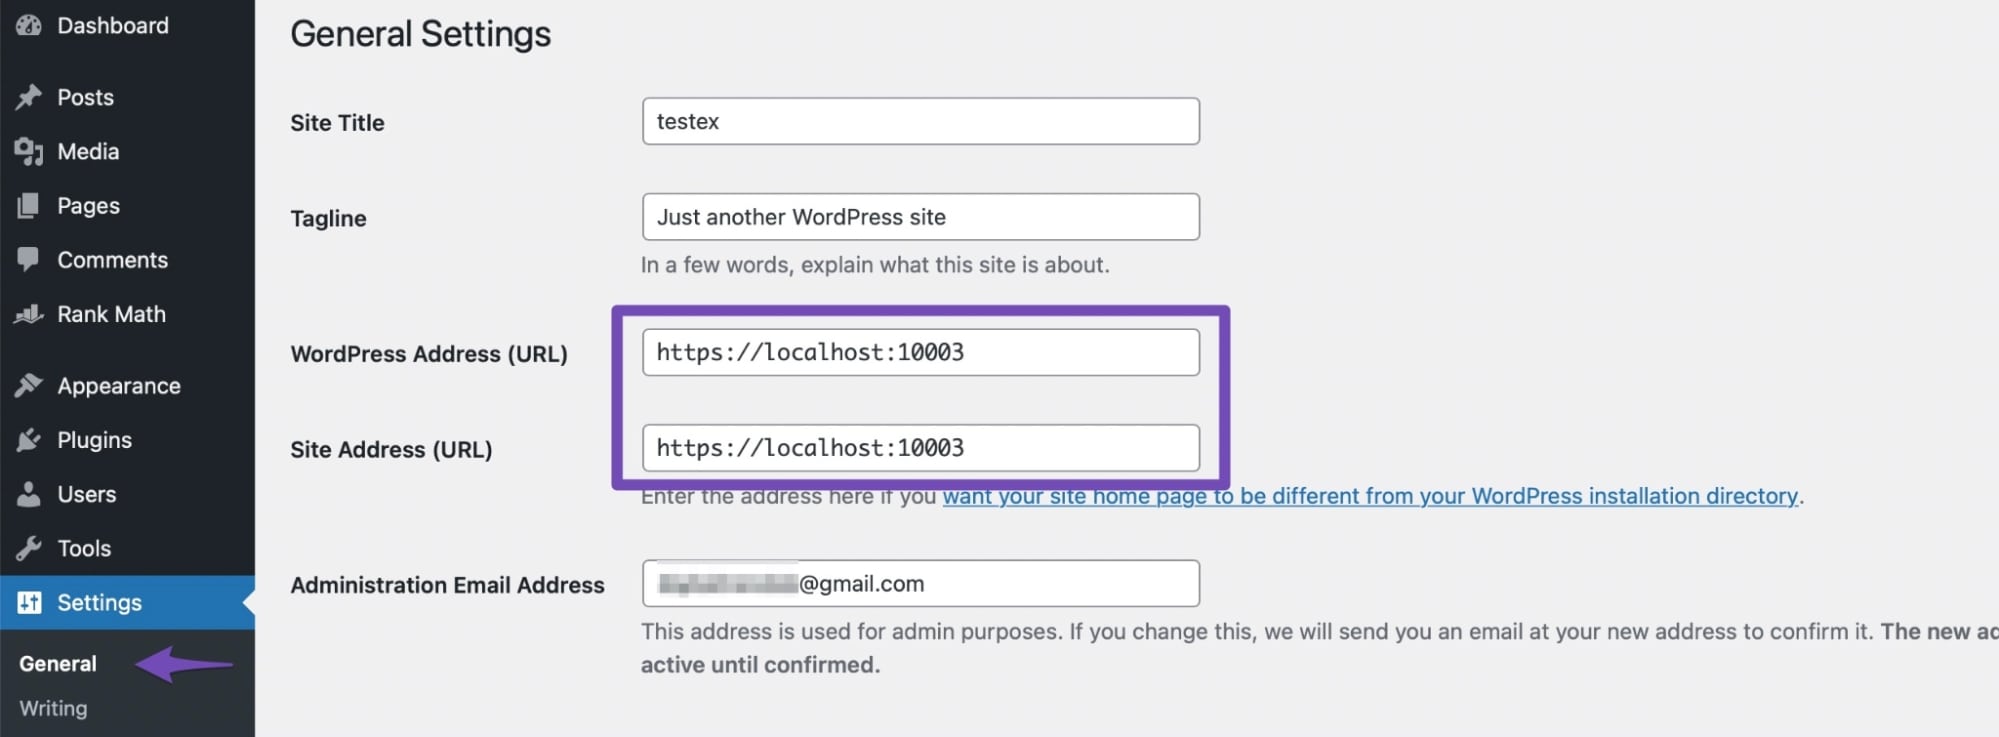 Dashboard
Posts
Media
Pages
Comments
Rank Math
Appearance
Plugins
Users
Tools
Settings
General
Writing
General Settings
Site Title
testex
Tagline
Just another WordPress site
In a few words, explain what this site is about.
WordPress Address (URL)
https://localhost:10003
Site Address (URL)
https://localhost:10003
Enter the address here if you want your site home page to be different from your WordPress installation directory.
Administration Email Address
@gmail.com
This address is used for admin purposes. If you change this, we will send you an email at your new address to confirm it. The new
active until confirmed.